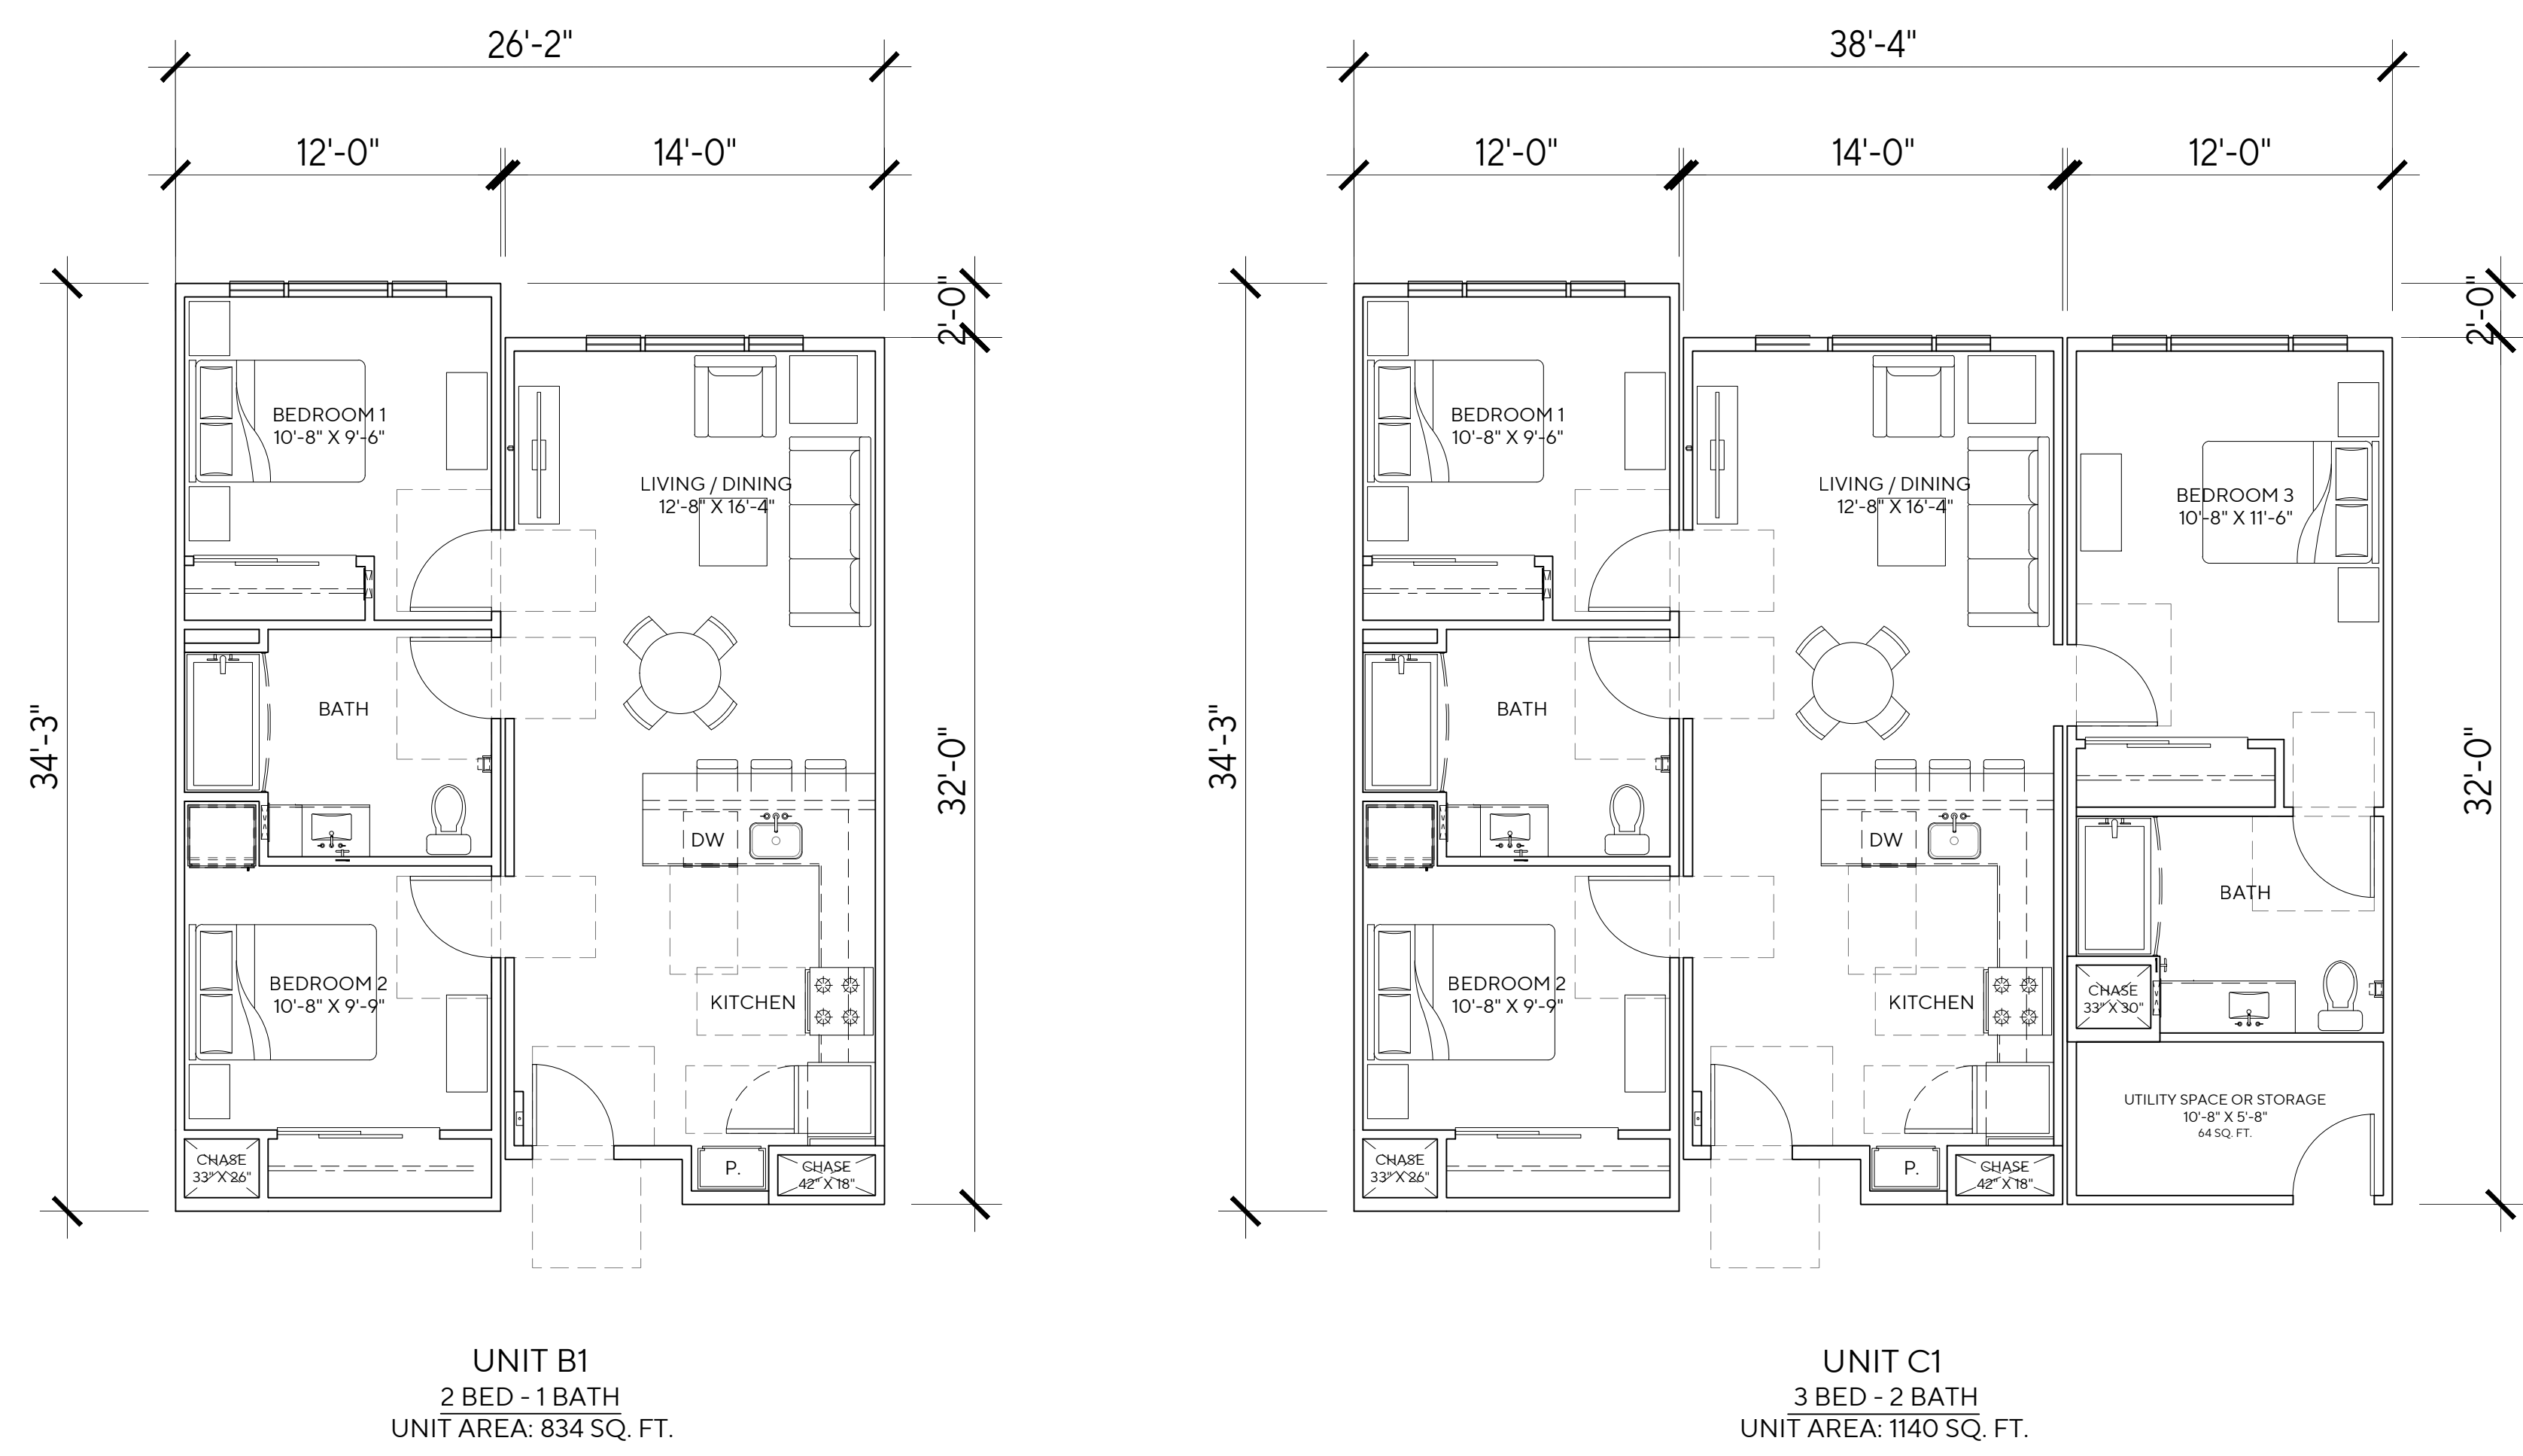 26'-2"
12'-0"
14'-0"
2'-0"
34'-3"
32'-0"
BEDROOM 1
10'-8" X 9'-6"
LIVING / DINING
12'-8" X 16'-4"
BATH
DW
BEDROOM 2
10'-8" X 9'-9"
KITCHEN
CHASE
33" X 26"
P.
CHASE
42" X 18"
UNIT B1
2 BED - 1 BATH
UNIT AREA: 834 SQ. FT.
38'-4"
12'-0"
14'-0"
12'-0"
2'-0"
34'-3"
32'-0"
BEDROOM 1
10'-8" X 9'-6"
LIVING / DINING
12'-8" X 16'-4"
BEDROOM 3
10'-8" X 11'-6"
BATH
DW
BATH
BEDROOM 2
10'-8" X 9'-9"
KITCHEN
CHASE
33" X 30"
UTILITY SPACE OR STORAGE
10'-8" X 5'-8"
64 SQ. FT.
CHASE
33" X 26"
P.
CHASE
42" X 18"
UNIT C1
3 BED - 2 BATH
UNIT AREA: 1140 SQ. FT.